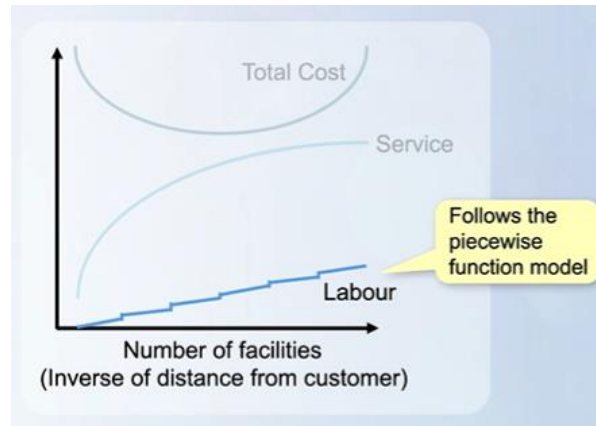 Total Cost
Service
Follows the
piecewise
function model
Labour
Number of facilities
(Inverse of distance from customer)